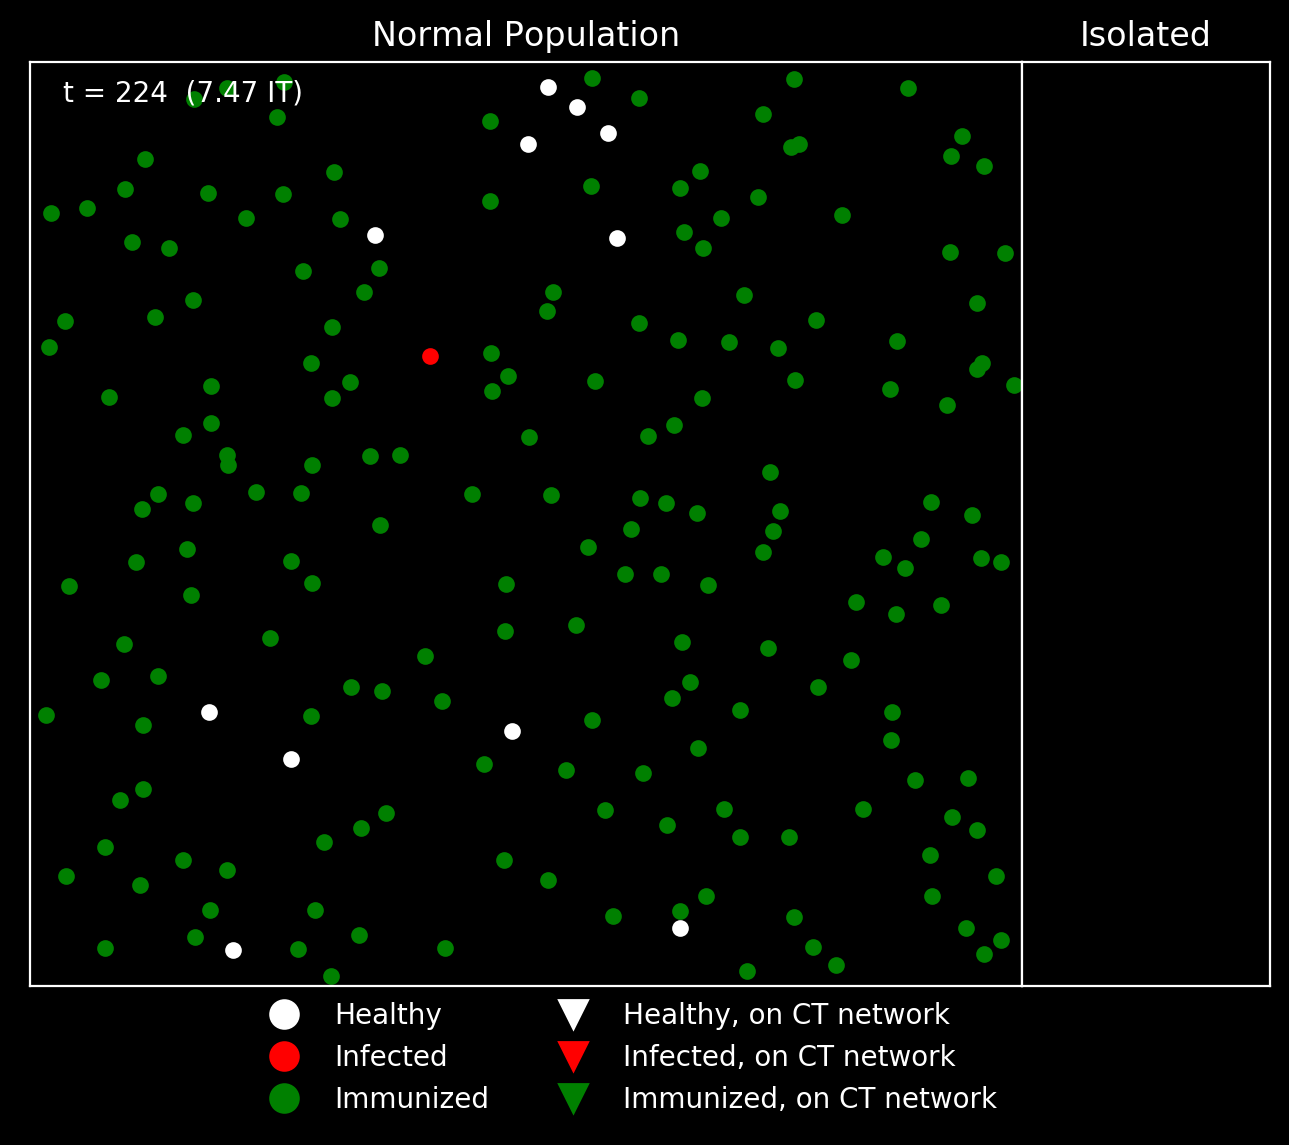 Normal Population
Isolated
t = 224  (7.47 IT)
Healthy
Healthy, on CT network
Infected
Infected, on CT network
Immunized
Immunized, on CT network